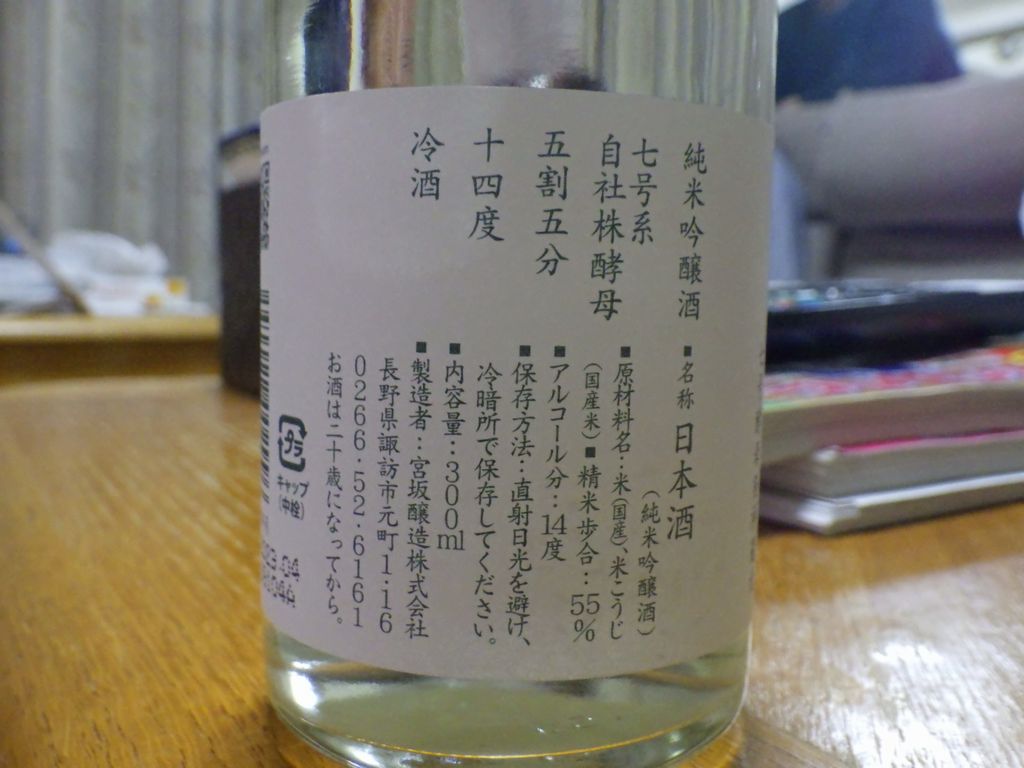 純米吟醸酒
七号系
自社株酵母
五割五分
十四度
冷酒
■名称 日本酒
（純米吟醸酒）
■原材料名：米（国産）、米こうじ
（国産米）■精米歩合：55%
■アルコール分：14度
■保存方法：直射日光を避け、
冷暗所で保存してください。
■内容量：300ml
■製造者：宮坂醸造株式会社
長野県諏訪市元町1・16
0266・52・6161
お酒は二十歳になってから。
プラ
キャップ
（中栓）